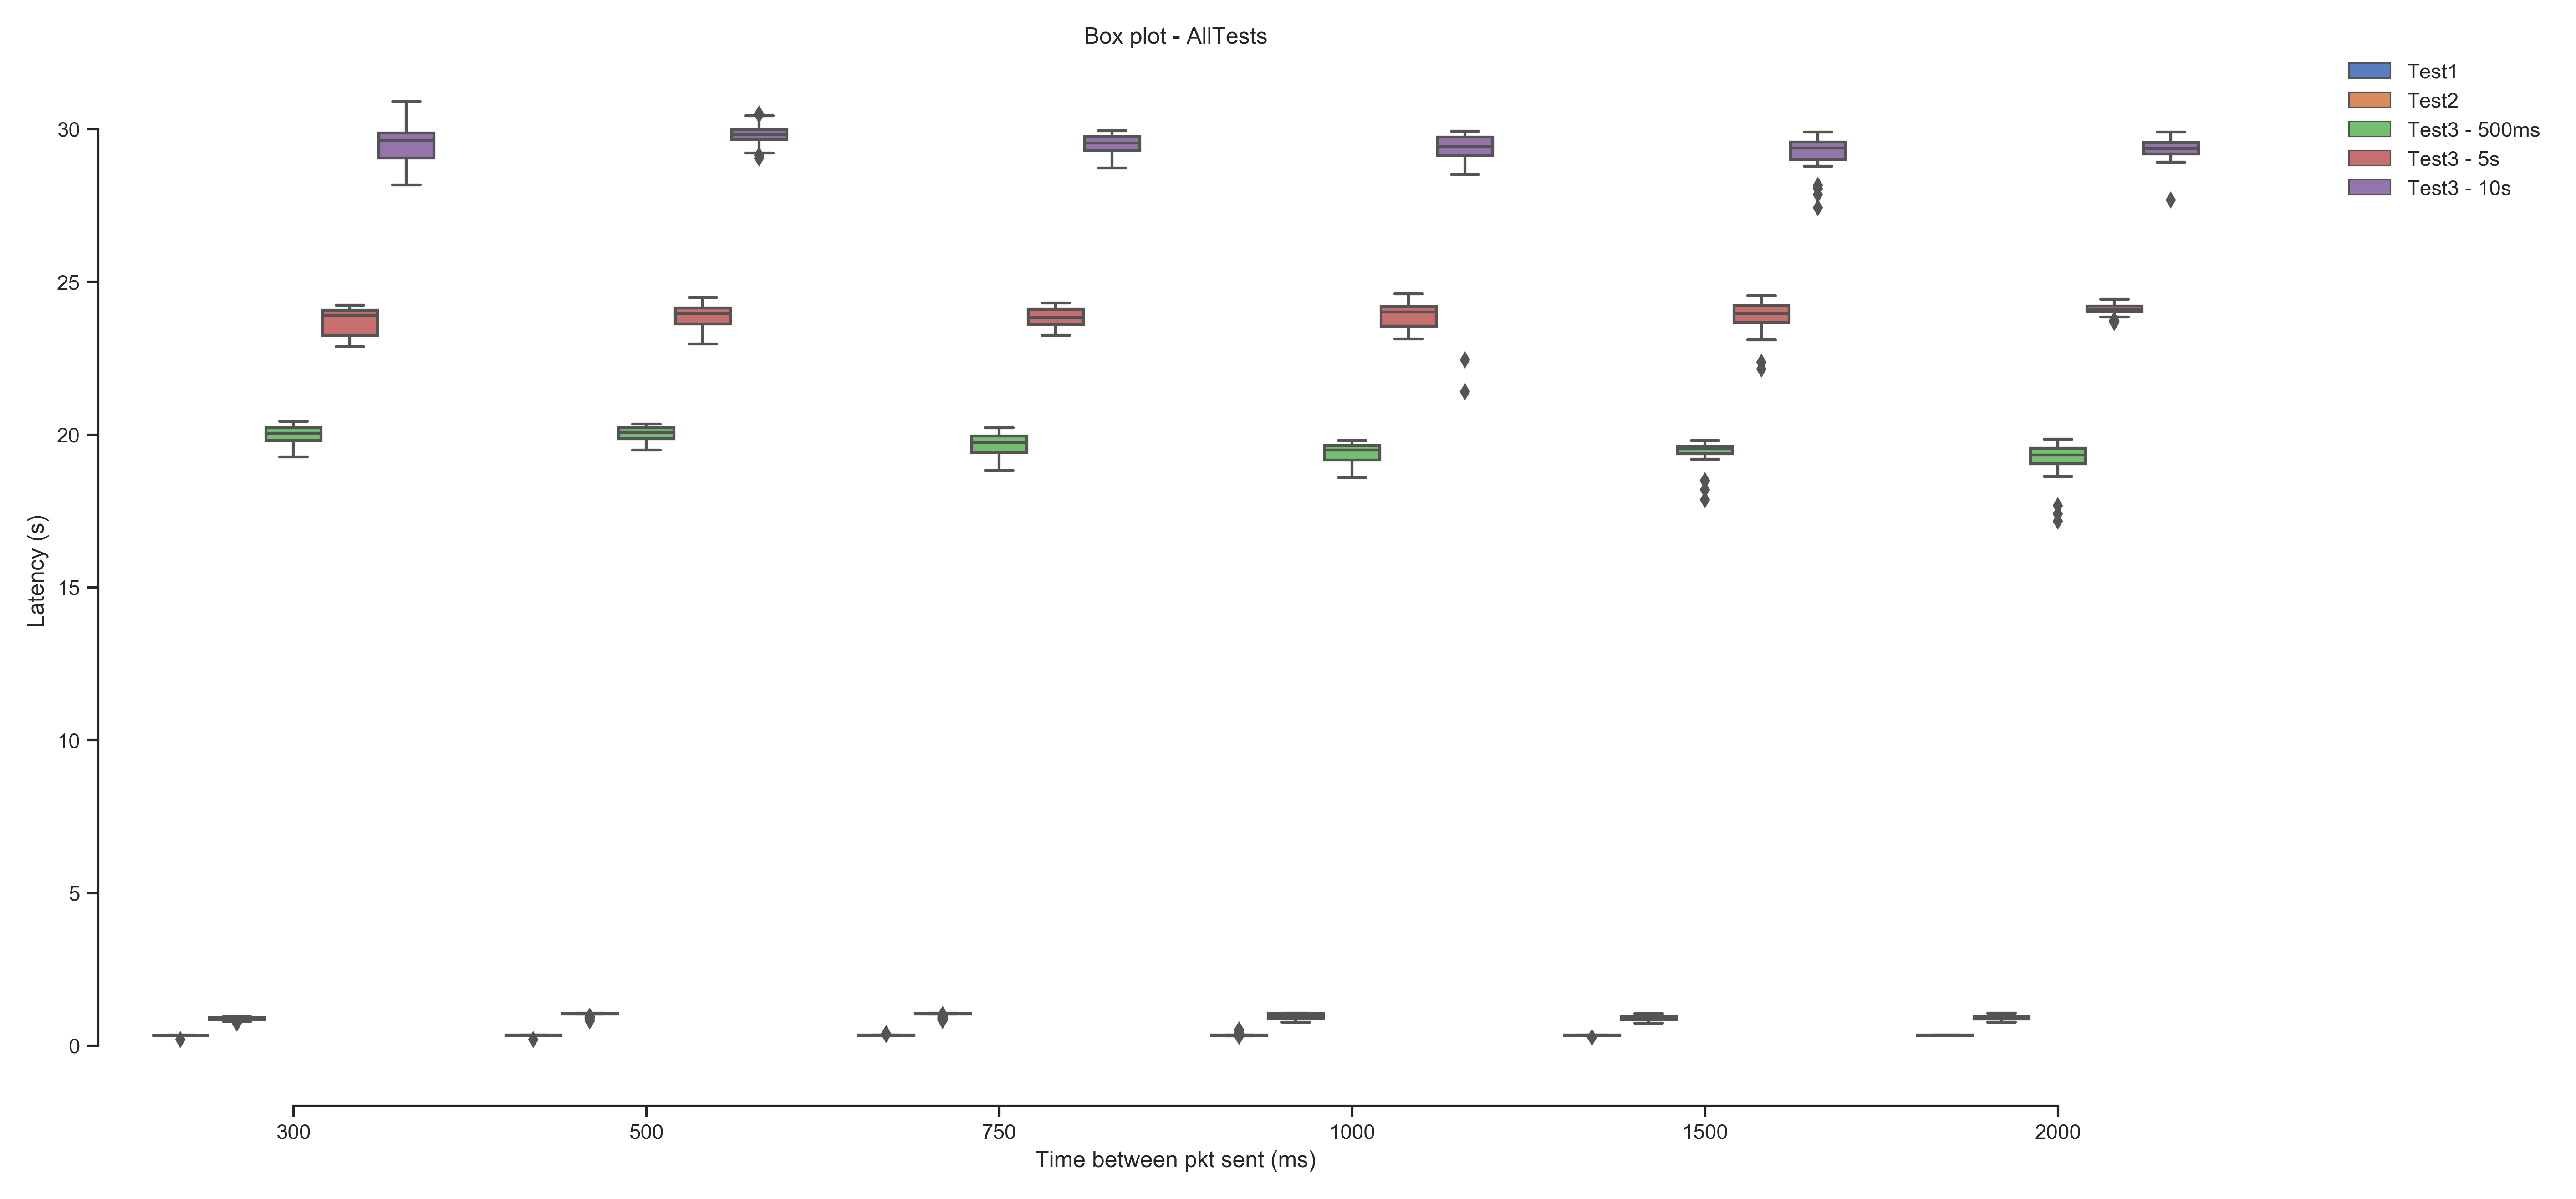 Box plot - AllTests
Test1
Test2
Test3 - 500ms
Test3 - 5s
Test3 - 10s
Latency (s)
30
25
20
15
10
5
0
300 500 750 1000 1500 2000
Time between pkt sent (ms)